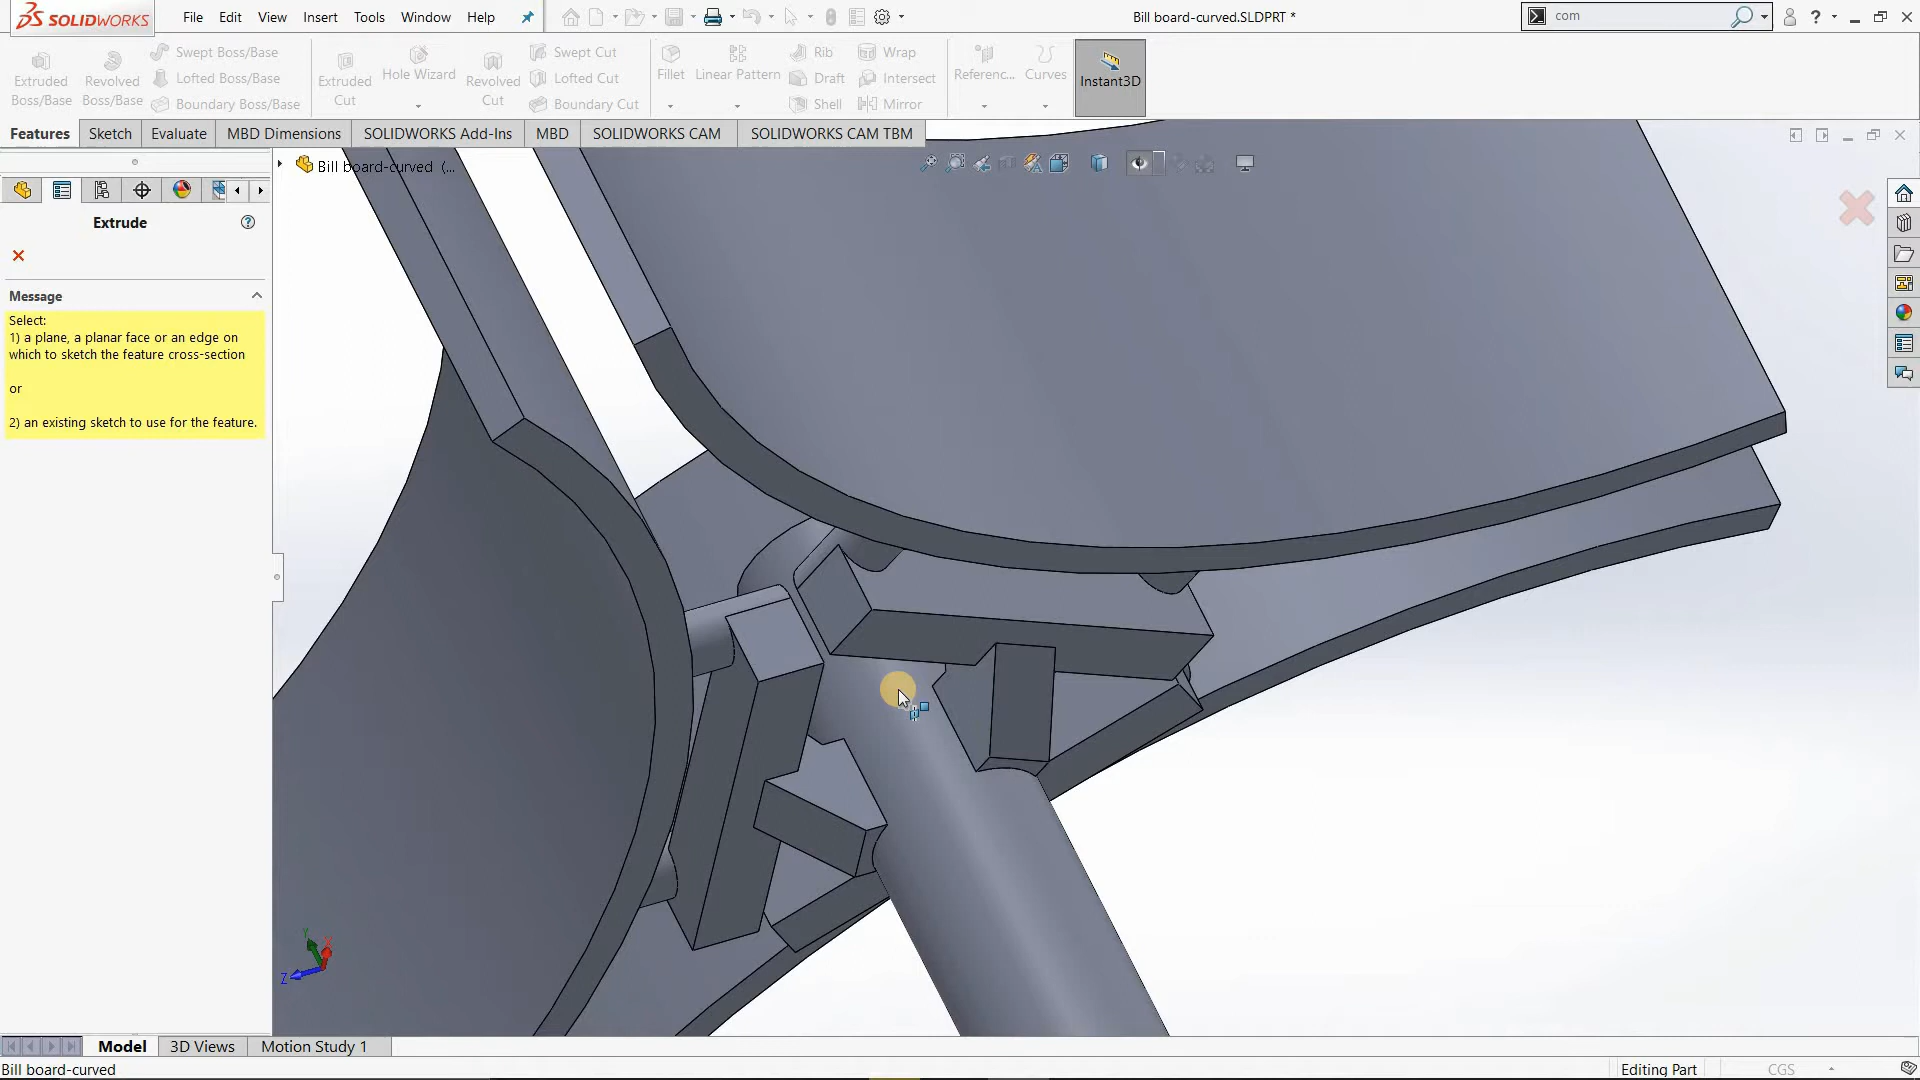 SOLIDWORKS
File Edit View Insert Tools Window Help
Bill board-curved.SLDPRT *
com
Extruded Boss/Base
Revolved Boss/Base
Swept Boss/Base
Lofted Boss/Base
Boundary Boss/Base
Extruded Cut
Hole Wizard
Revolved Cut
Swept Cut
Lofted Cut
Boundary Cut
Fillet
Linear Pattern
Rib
Draft
Shell
Wrap
Intersect
Mirror
Referenc...
Curves
Instant3D
Features Sketch Evaluate MBD Dimensions SOLIDWORKS Add-Ins MBD SOLIDWORKS CAM SOLIDWORKS CAM TBM
Bill board-curved (...
Extrude
Message
Select:
1) a plane, a planar face or an edge on
which to sketch the feature cross-section
or
2) an existing sketch to use for the feature.
Y
X
Z
Model 3D Views Motion Study 1
Bill board-curved
Editing Part
CGS